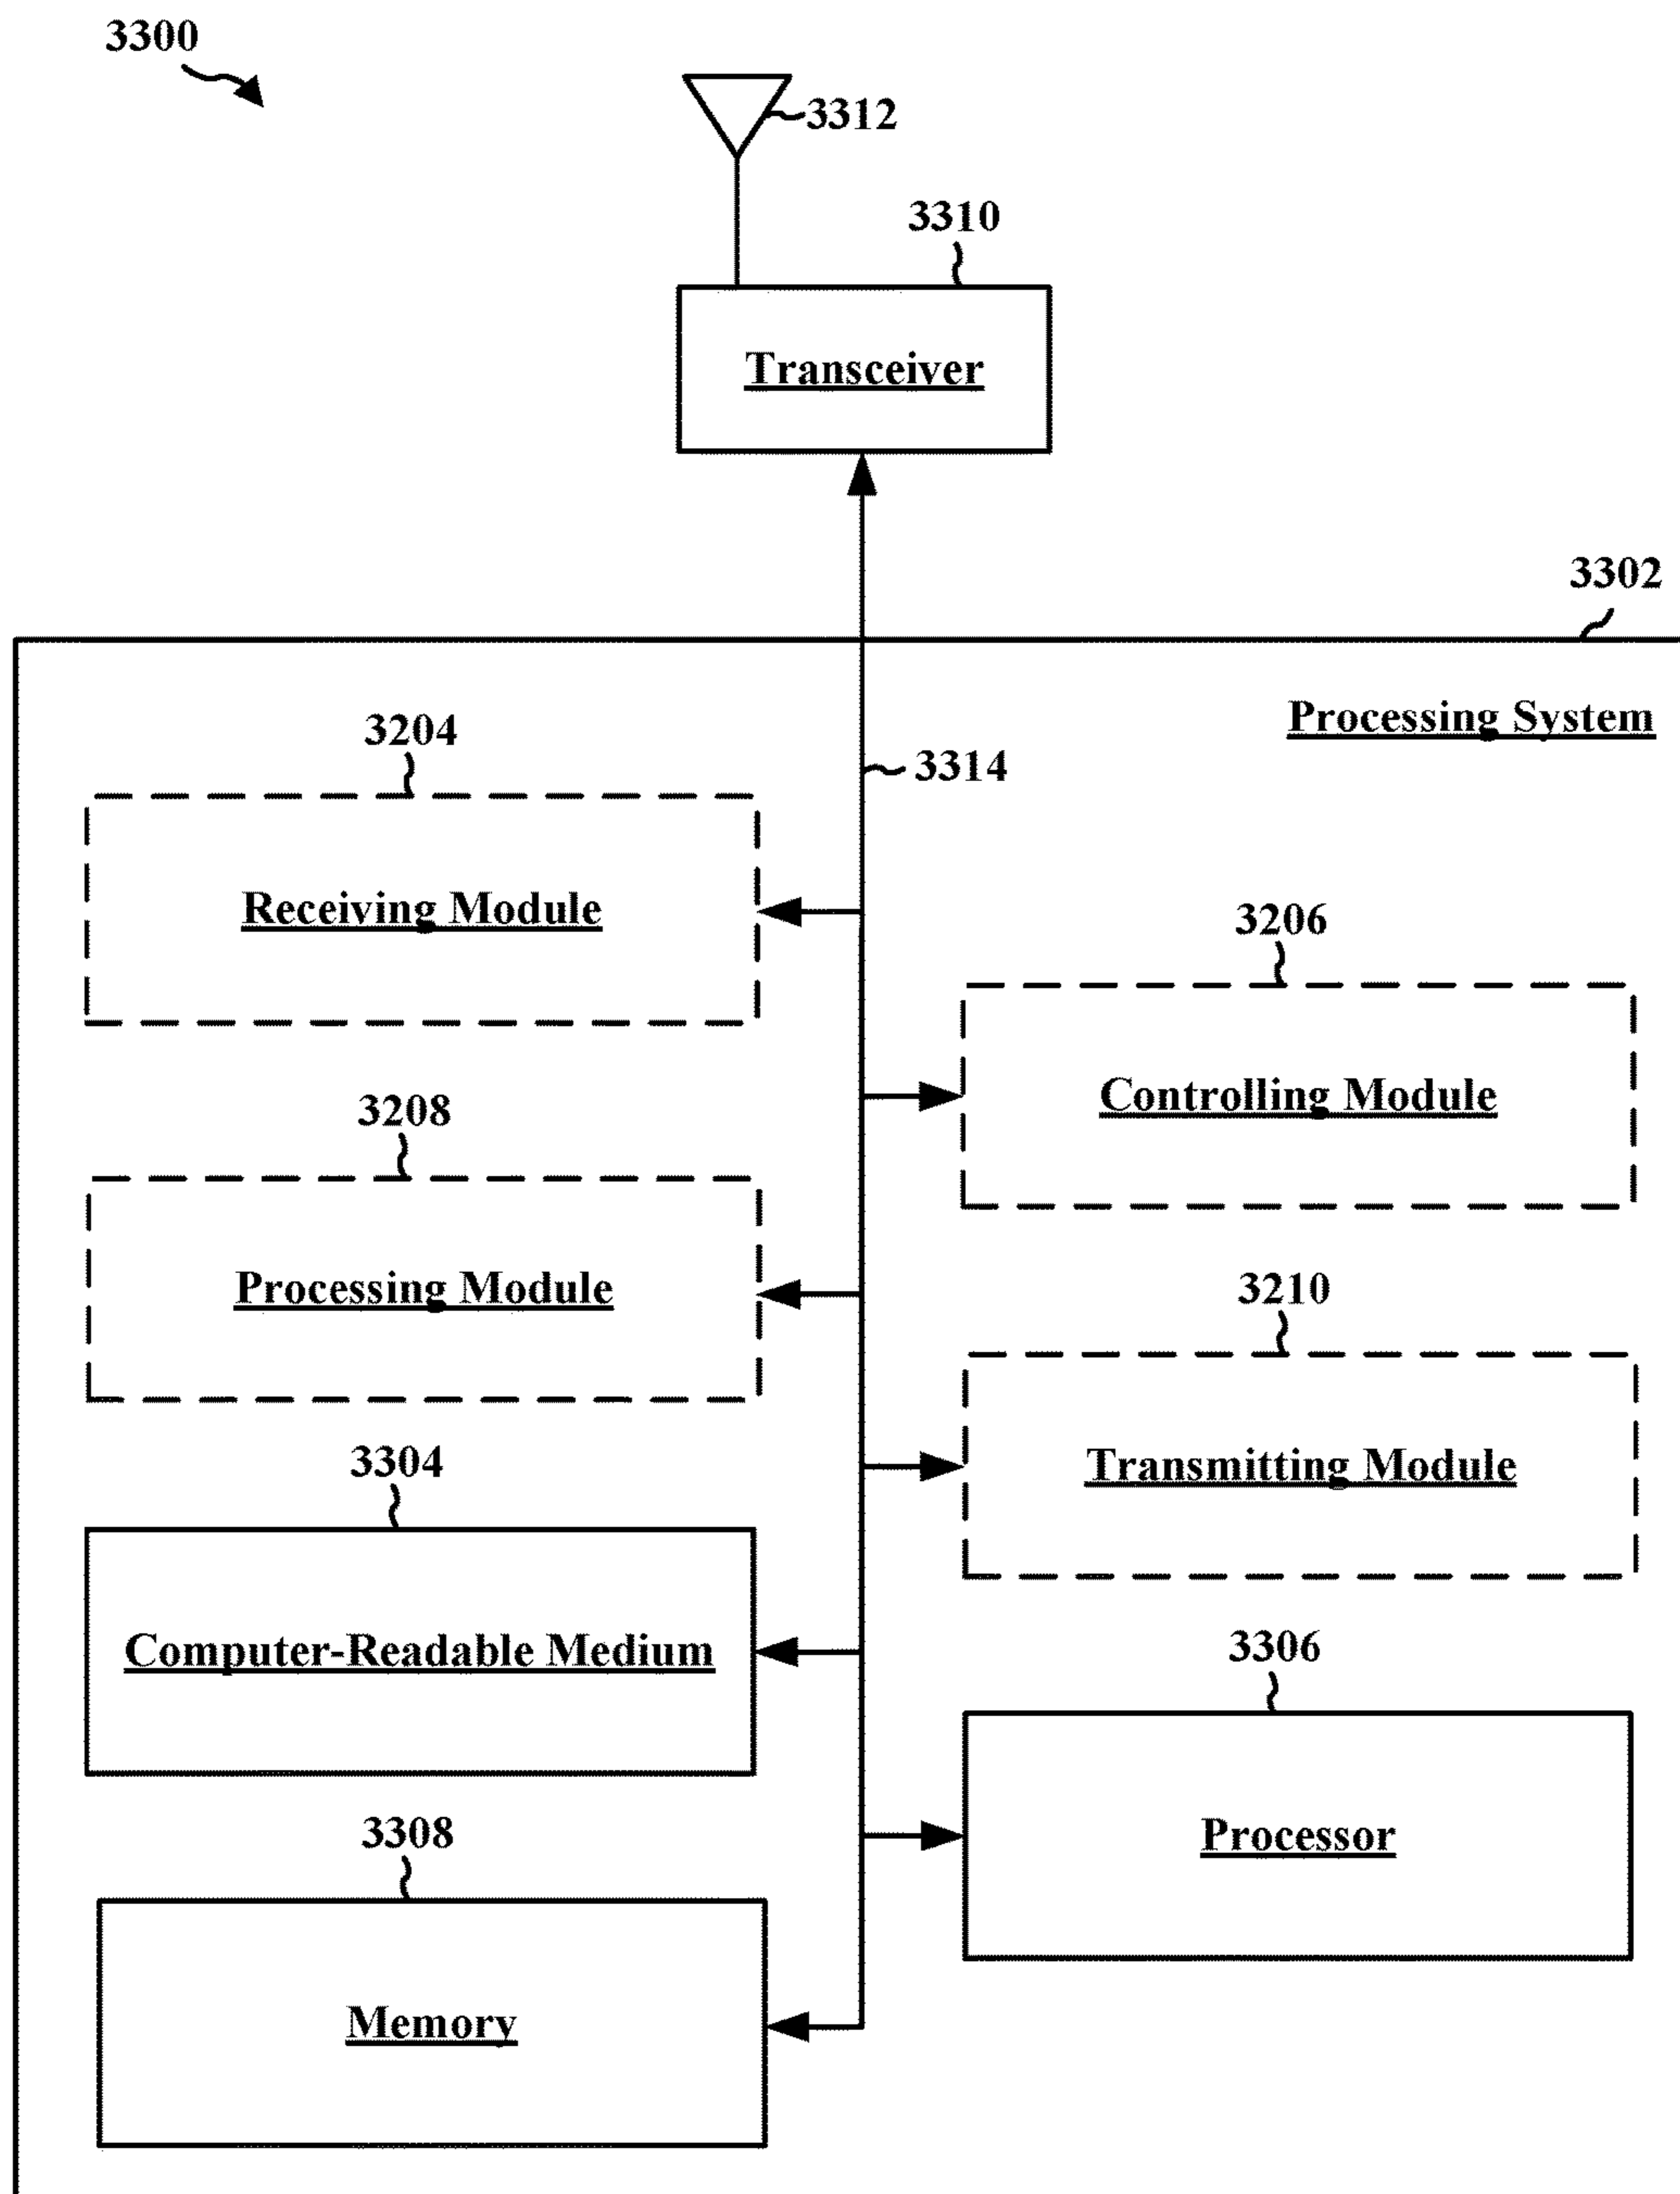 3300
3312
3310
Transceiver
3302
Processing System
3204
3314
Receiving Module
3206
Controlling Module
3208
Processing Module
3210
Transmitting Module
3304
Computer-Readable Medium
3306
Processor
3308
Memory